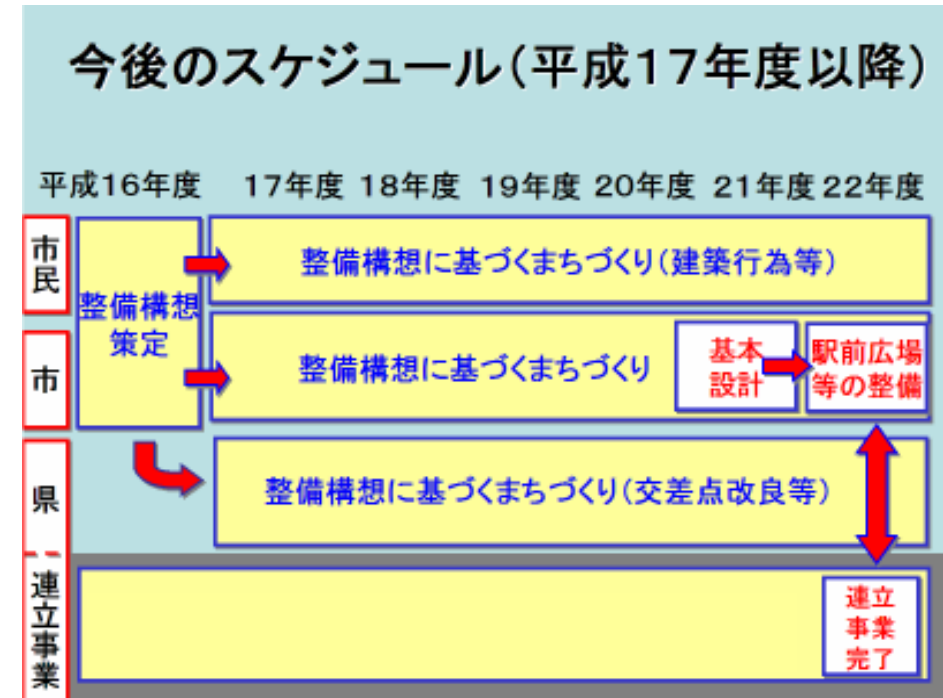 今後のスケジュール(平成17年度以降)
平成16年度 17年度 18年度 19年度 20年度 21年度 22年度
市民
整備構想
策定
整備構想に基づくまちづくり(建築行為等)
市
整備構想に基づくまちづくり
基本
設計
駅前広場
等の整備
県
整備構想に基づくまちづくり(交差点改良等)
連立事業
連立
事業
完了